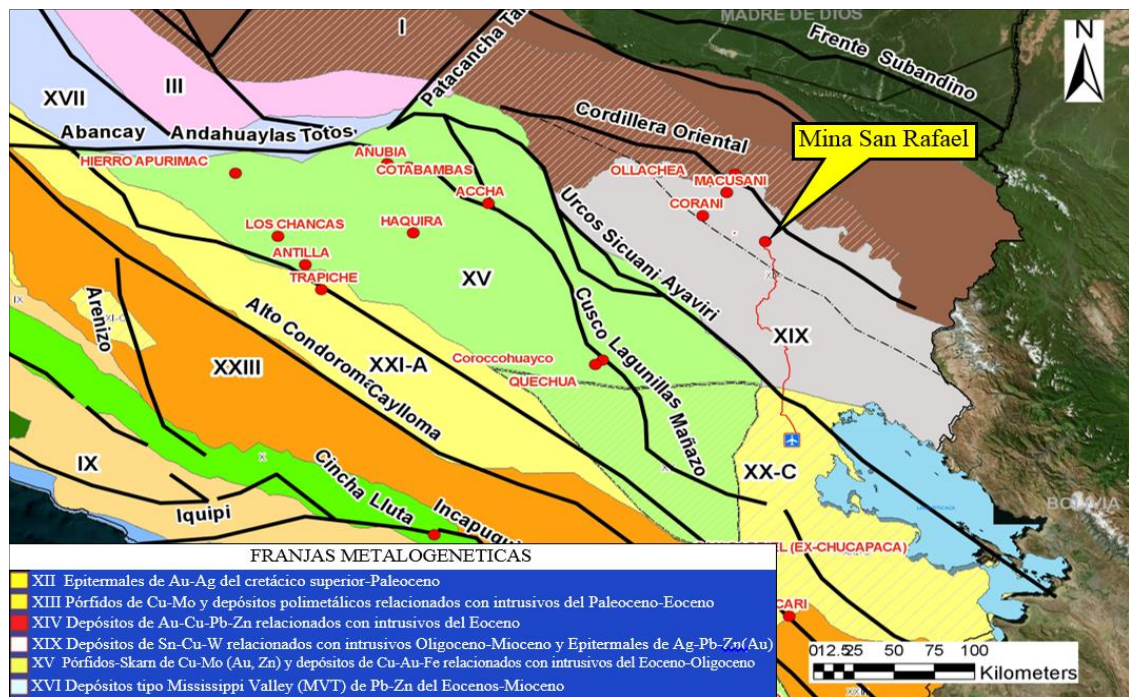 MADRE DE DIOS
N
I
Frente Subandino
Patacancha Ta
III
XVII
Cordillera Oriental
Mina San Rafael
Abancay Andahuaylas Totos,
HIERRO APURIMAC
ANUBIA
COTABAMBAS
OLLACHEA
MACUSANI
ACCHA
CORANI
LOS CHANCAS
HAQUIRA
Urcos Sicuani Ayaviri
ANTILLA
TRAPICHE
XV
IX
XI-C
Arenizo
XIX
XXIII
Alto Condoroma Caylloma
XXI-A
Coroccohuayco
QUECHUA
Cusco Lagunillas Mañazo
X
IX
XX-C
Cincha Lluta Incapuqui
Iquipi
BOLIVIA
EL (EX-CHUCAPACA)
CARI
FRANJAS METALOGENETICAS
XII Epitermales de Au-Ag del cretácico superior-Paleoceno
XIII Pórfidos de Cu-Mo y depósitos polimetálicos relacionados con intrusivos del Paleoceno-Eoceno
XIV Depósitos de Au-Cu-Pb-Zn relacionados con intrusivos del Eoceno
XIX Depósitos de Sn-Cu-W relacionados con intrusivos Oligoceno-Mioceno y Epitermales de Ag-Pb-Zn(Au)
XV Pórfidos-Skarn de Cu-Mo (Au, Zn) y depósitos de Cu-Au-Fe relacionados con intrusivos del Eoceno-Oligoceno
XVI Depósitos tipo Mississippi Valley (MVT) de Pb-Zn del Eocenos-Mioceno
012.525 50 75 100
Kilometers